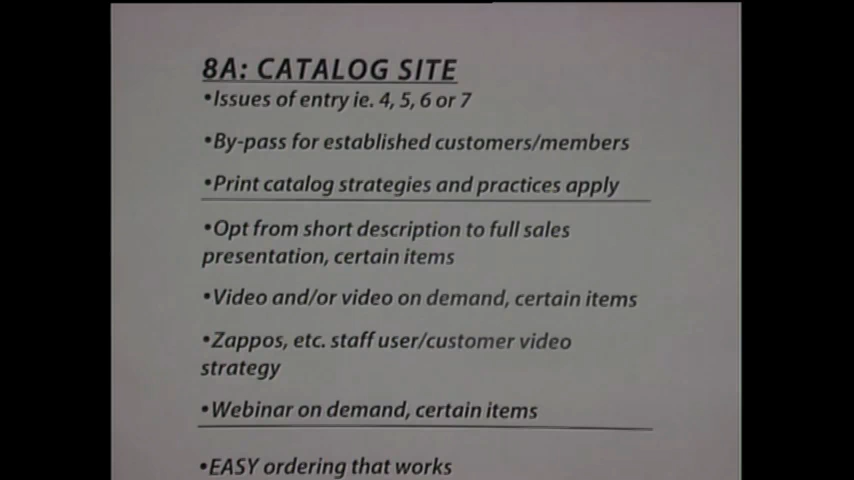 8A: CATALOG SITE
•Issues of entry ie. 4, 5, 6 or 7
•By-pass for established customers/members
•Print catalog strategies and practices apply
•Opt from short description to full sales
presentation, certain items
•Video and/or video on demand, certain items
•Zappos, etc. staff user/customer video
strategy
•Webinar on demand, certain items
•EASY ordering that works